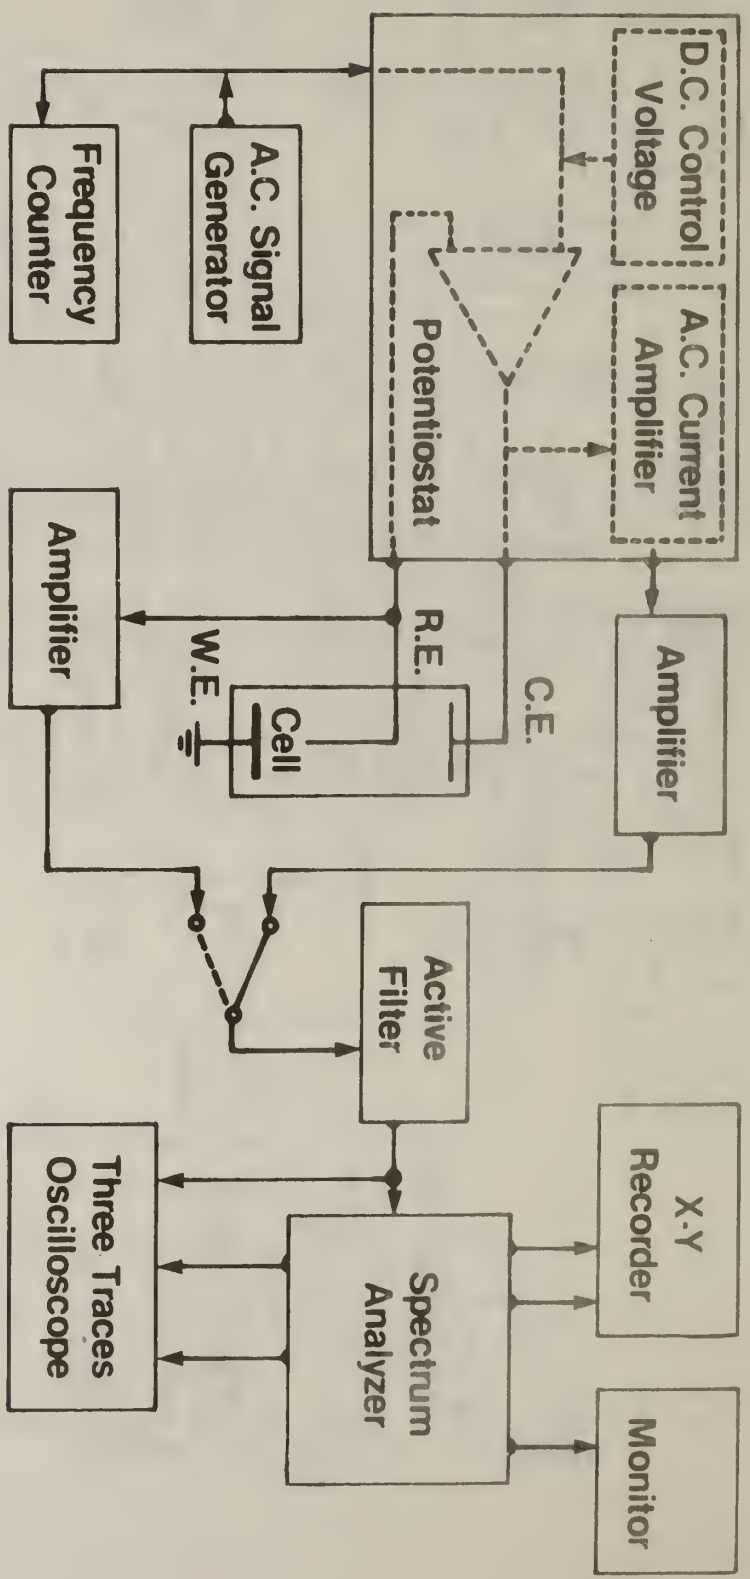 D.C. Control
Voltage
A.C. Current
Amplifier
Potentiostat
A.C. Signal
Generator
Frequency
Counter
Amplifier
C.E.
R.E.
W.E.
Cell
Amplifier
Active
Filter
X-Y
Recorder
Monitor
Spectrum
Analyzer
Three Traces
Oscilloscope